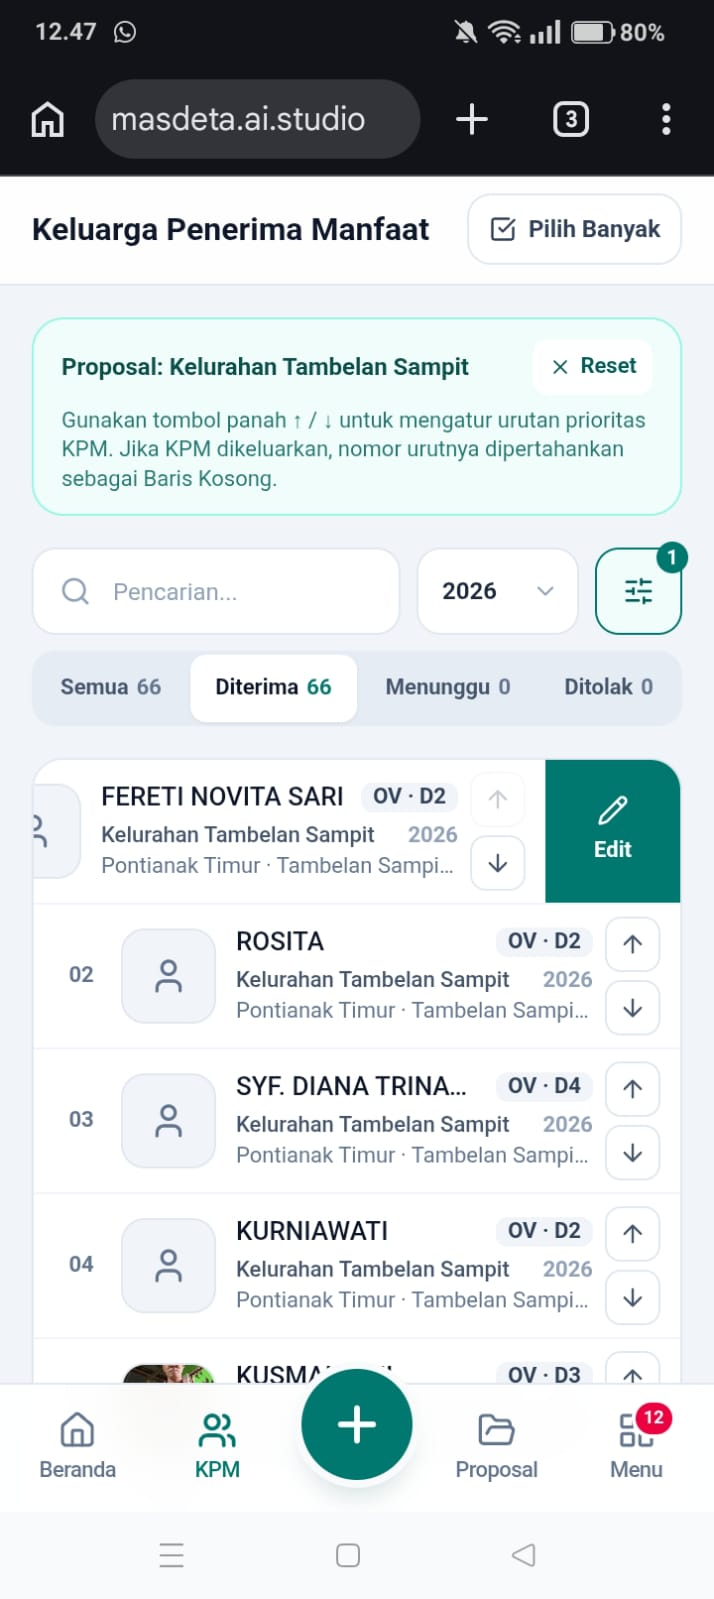 12.47 80%
masdeta.ai.studio 3
Keluarga Penerima Manfaat Pilih Banyak
Proposal: Kelurahan Tambelan Sampit Reset
Gunakan tombol panah ↑ / ↓ untuk mengatur urutan prioritas
KPM. Jika KPM dikeluarkan, nomor urutnya dipertahankan
sebagai Baris Kosong.
Pencarian... 2026 1
Semua 66 Diterima 66 Menunggu 0 Ditolak 0
FERETI NOVITA SARI OV · D2
Kelurahan Tambelan Sampit 2026
Pontianak Timur · Tambelan Sampi...
Edit
02 ROSITA OV · D2
Kelurahan Tambelan Sampit 2026
Pontianak Timur · Tambelan Sampi...
03 SYF. DIANA TRINA... OV · D4
Kelurahan Tambelan Sampit 2026
Pontianak Timur · Tambelan Sampi...
04 KURNIAWATI OV · D2
Kelurahan Tambelan Sampit 2026
Pontianak Timur · Tambelan Sampi...
OV · D3
Beranda KPM Proposal Menu 12